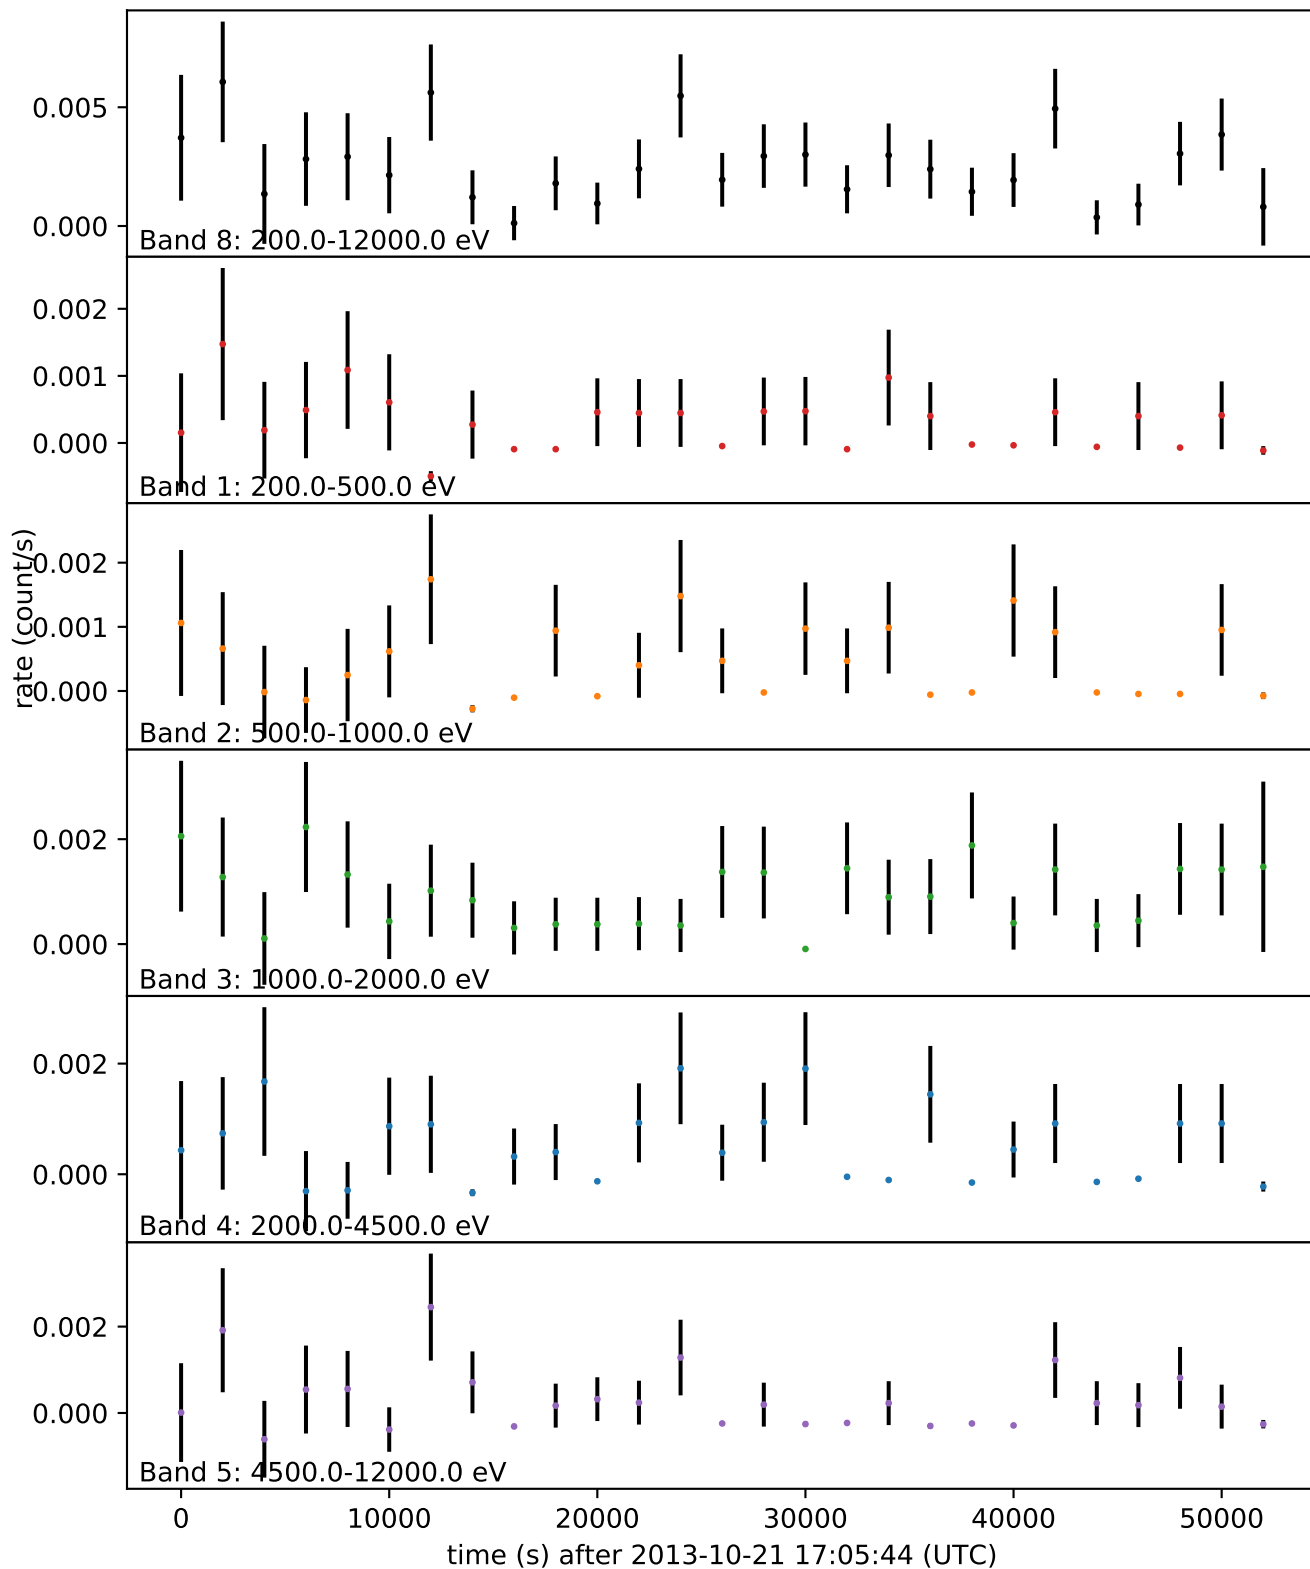 0.005
0.000
Band 8: 200.0-12000.0 eV
0.002
0.001
0.000
Band 1: 200.0-500.0 eV
rate (count/s)
0.002
0.001
0.000
Band 2: 500.0-1000.0 eV
0.002
0.000
Band 3: 1000.0-2000.0 eV
0.002
0.000
Band 4: 2000.0-4500.0 eV
0.002
0.000
Band 5: 4500.0-12000.0 eV
0 10000 20000 30000 40000 50000
time (s) after 2013-10-21 17:05:44 (UTC)